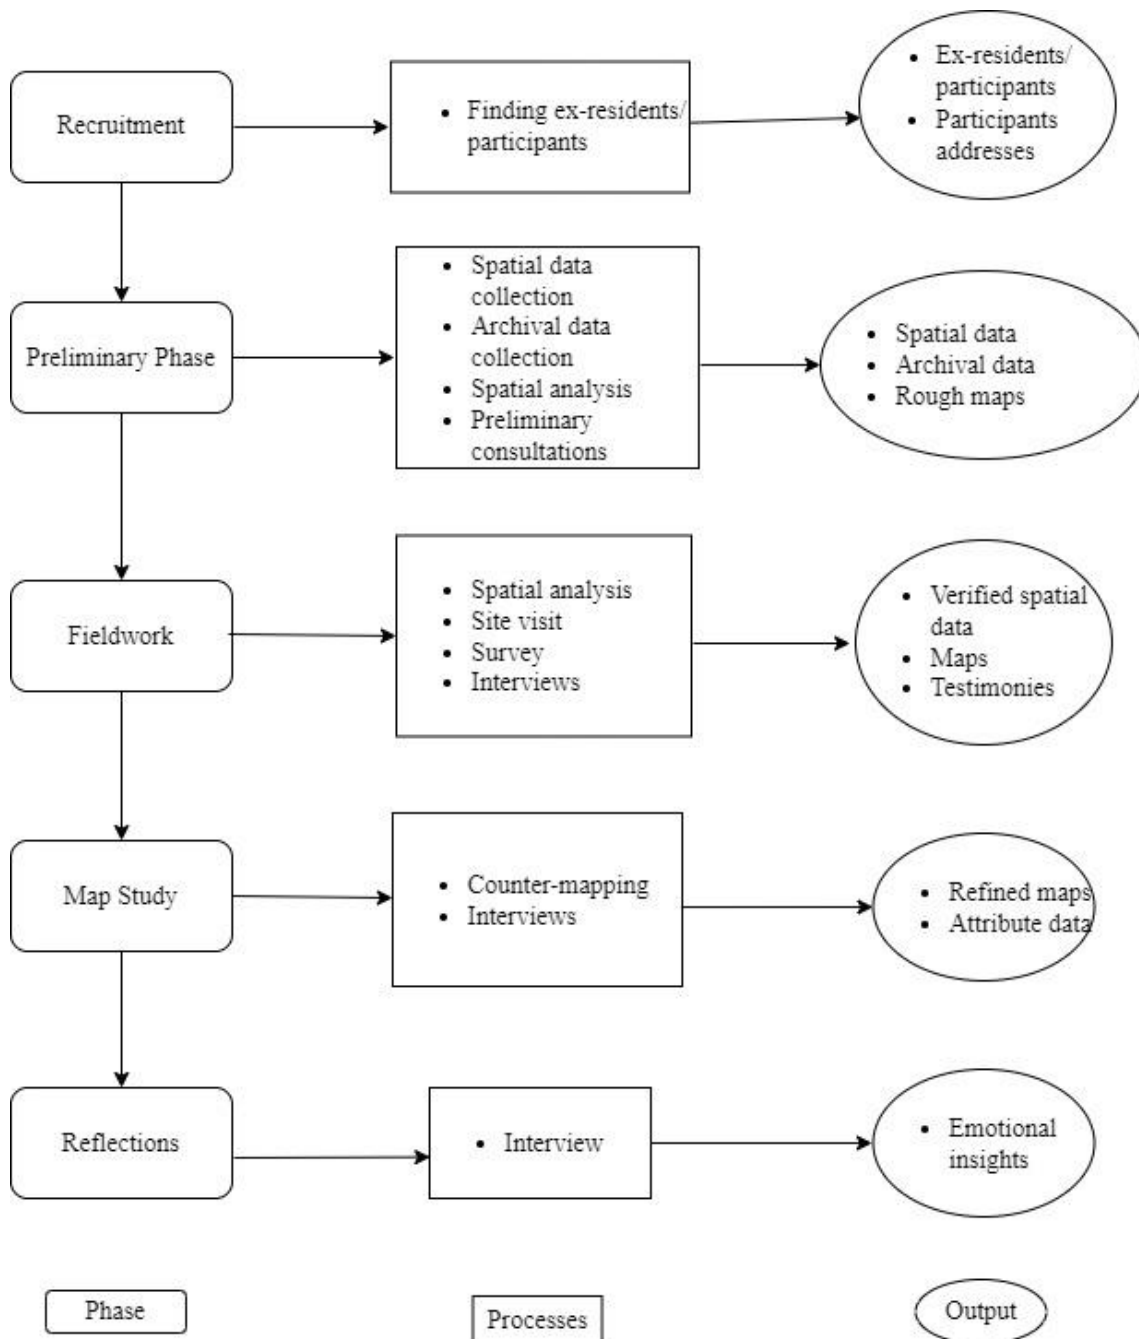 Recruitment
• Finding ex-residents/
participants
• Ex-residents/
participants
• Participants
addresses
Preliminary Phase
• Spatial data
collection
• Archival data
collection
• Spatial analysis
• Preliminary
consultations
• Spatial data
• Archival data
• Rough maps
Fieldwork
• Spatial analysis
• Site visit
• Survey
• Interviews
• Verified spatial
data
• Maps
• Testimonies
Map Study
• Counter-mapping
• Interviews
• Refined maps
• Attribute data
Reflections
• Interview
• Emotional
insights
Phase
Processes
Output